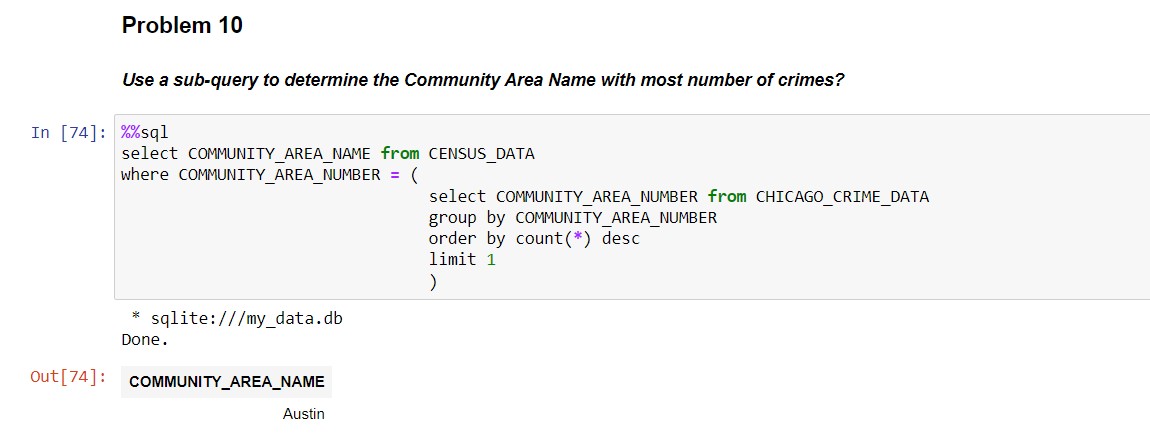 Problem 10
Use a sub-query to determine the Community Area Name with most number of crimes?
In [74]: %%sql
select COMMUNITY_AREA_NAME from CENSUS_DATA
where COMMUNITY_AREA_NUMBER = (
select COMMUNITY_AREA_NUMBER from CHICAGO_CRIME_DATA
group by COMMUNITY_AREA_NUMBER
order by count(*) desc
limit 1
)
* sqlite:///my_data.db
Done.
Out[74]: COMMUNITY_AREA_NAME
Austin